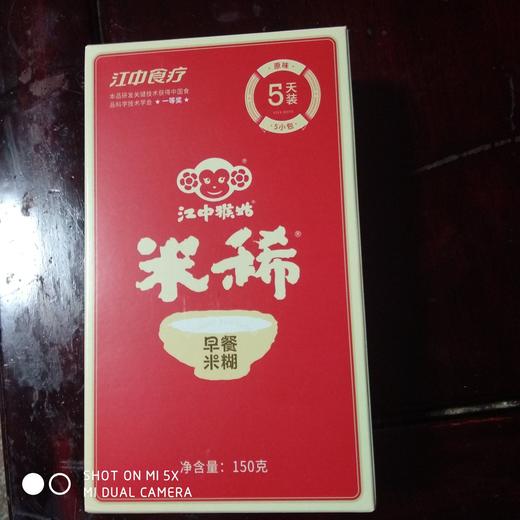 江中食疗
本品研发关键技术获得中国食
品科学技术学会 ★一等奖★
原味
5天装
5小包
江中猴姑®
米稀®
早餐
米糊
净含量：150克
SHOT ON MI 5X
MI DUAL CAMERA